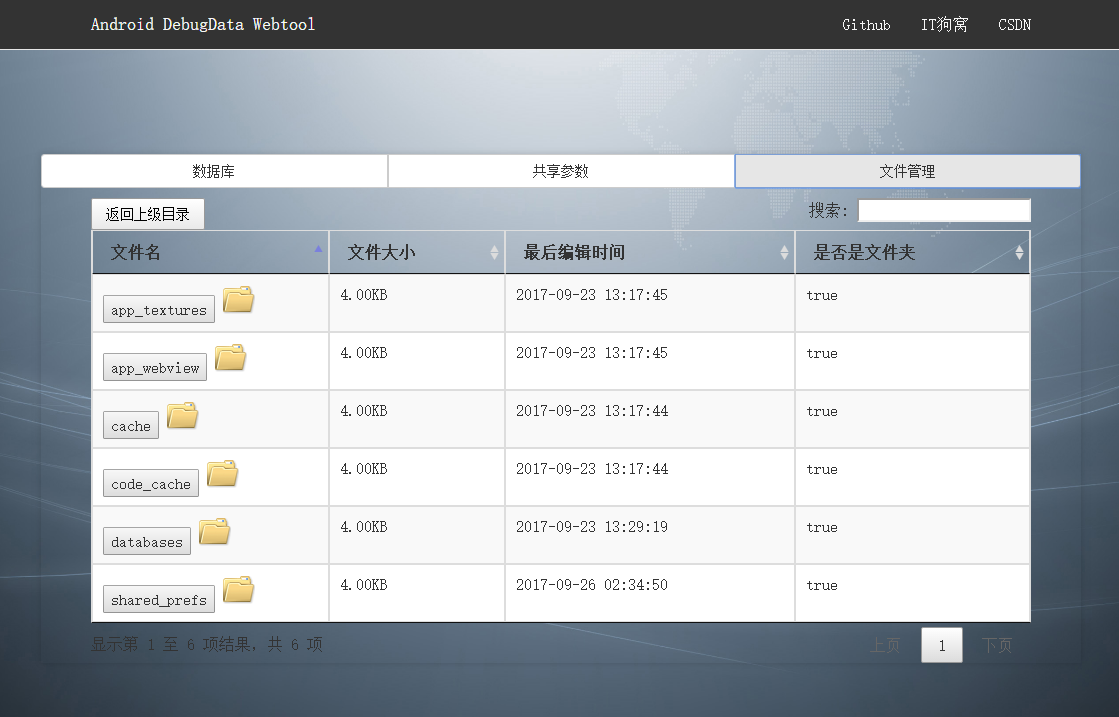 Android DebugData Webtool Github IT狗窝 CSDN
数据库 共享参数 文件管理
返回上级目录 搜索:
文件名 文件大小 最后编辑时间 是否是文件夹
app_textures 4.00KB 2017-09-23 13:17:45 true
app_webview 4.00KB 2017-09-23 13:17:45 true
cache 4.00KB 2017-09-23 13:17:44 true
code_cache 4.00KB 2017-09-23 13:17:44 true
databases 4.00KB 2017-09-23 13:29:19 true
shared_prefs 4.00KB 2017-09-26 02:34:50 true
显示第 1 至 6 项结果，共 6 项 上页 1 下页